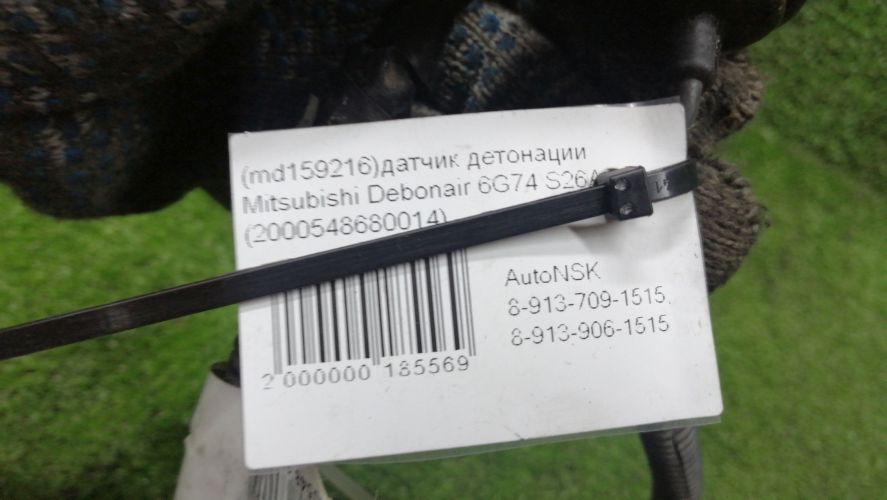 (md159216)датчик детонации
Mitsubishi Debonair 6G74 S26A
(2000548680014)
AutoNSK
8-913-709-1515,
8-913-906-1515
2 000000 185569